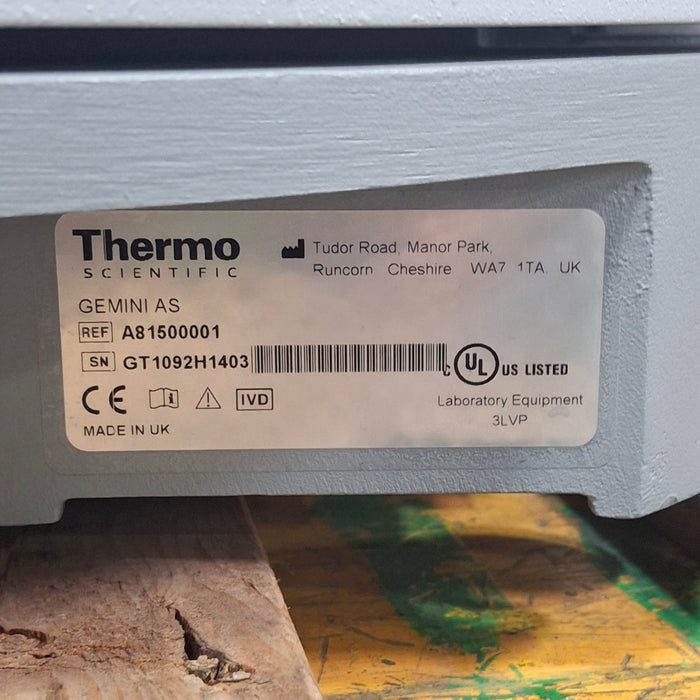 Thermo
SCIENTIFIC
Tudor Road, Manor Park,
Runcorn Cheshire WA7 1TA. UK
GEMINI AS
REF A81500001
SN GT1092H1403
C UL US LISTED
CE i IVD
Laboratory Equipment
3LVP
MADE IN UK